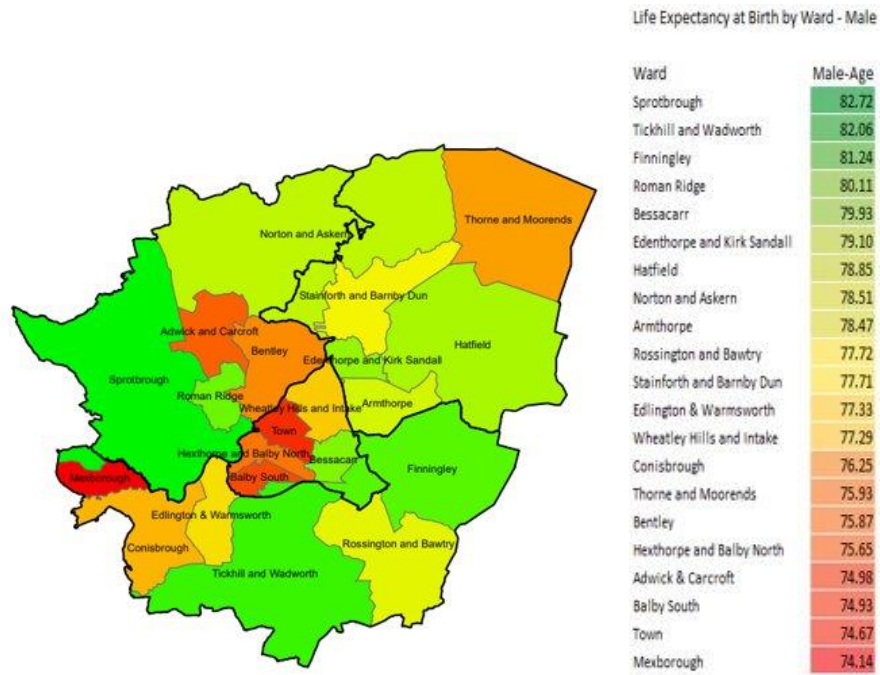 Life Expectancy at Birth by Ward - Male
Ward Male-Age
Sprotbrough 82.72
Tickhill and Wadworth 82.06
Finningley 81.24
Roman Ridge 80.11
Bessacarr 79.93
Edenthorpe and Kirk Sandall 79.10
Hatfield 78.85
Norton and Askern 78.51
Armthorpe 78.47
Rossington and Bawtry 77.72
Stainforth and Barnby Dun 77.71
Edlington & Warmsworth 77.33
Wheatley Hills and Intake 77.29
Conisbrough 76.25
Thorne and Moorends 75.93
Bentley 75.87
Hexthorpe and Balby North 75.65
Adwick & Carcroft 74.98
Balby South 74.93
Town 74.67
Mexborough 74.14
Thorne and Moorends
Norton and Askern
Stainforth and Barnby Dun
Adwick and Carcroft
Bentley
Edenthorpe and Kirk Sandall
Hatfield
Sprotbrough
Roman Ridge
Wheatley Hills and Intake
Armthorpe
Town
Hexthorpe and Balby North
Bessacarr
Finningley
Mexborough
Balby South
Edlington & Warmsworth
Conisbrough
Rossington and Bawtry
Tickhill and Wadworth